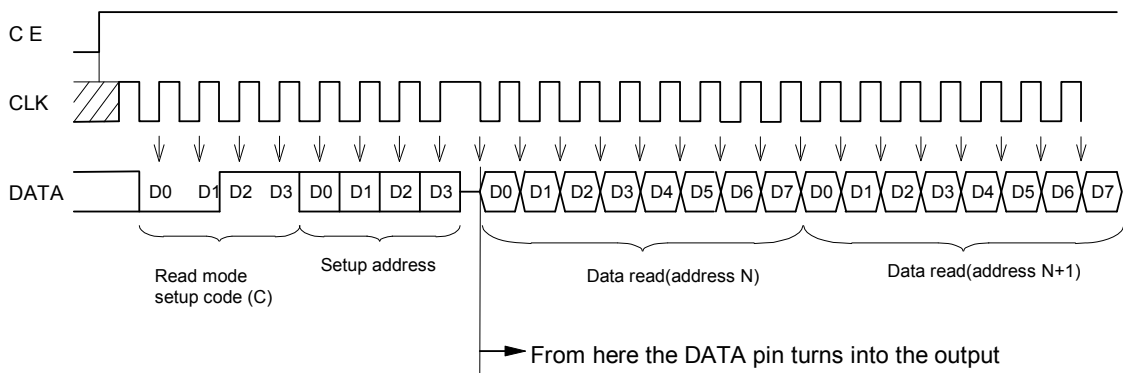 C E
CLK
DATA
D0 D1 D2 D3 D0 D1 D2 D3 D0 D1 D2 D3 D4 D5 D6 D7 D0 D1 D2 D3 D4 D5 D6 D7
Read mode
setup code (C)
Setup address
Data read(address N)
Data read(address N+1)
From here the DATA pin turns into the output